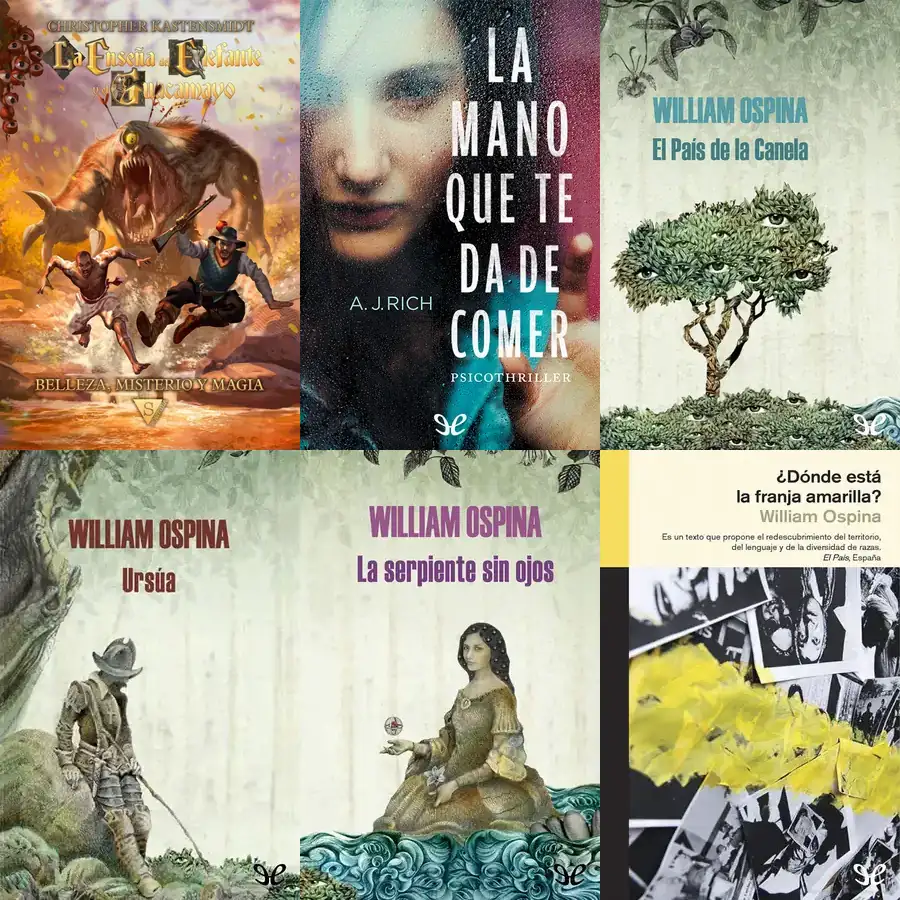 CHRISTOPHER KASTENSMIDT
La Enseña del Elefante
y el Guacamayo
BELLEZA, MISTERIO Y MAGIA
S
LA
MANO
QUE TE
DA DE
COMER
A. J. RICH
PSICOTHRILLER
WILLIAM OSPINA
El País de la Canela
WILLIAM OSPINA
Ursúa
WILLIAM OSPINA
La serpiente sin ojos
¿Dónde está
la franja amarilla?
William Ospina
Es un texto que propone el redescubrimiento del territorio,
del lenguaje y de la diversidad de razas.
El País, España